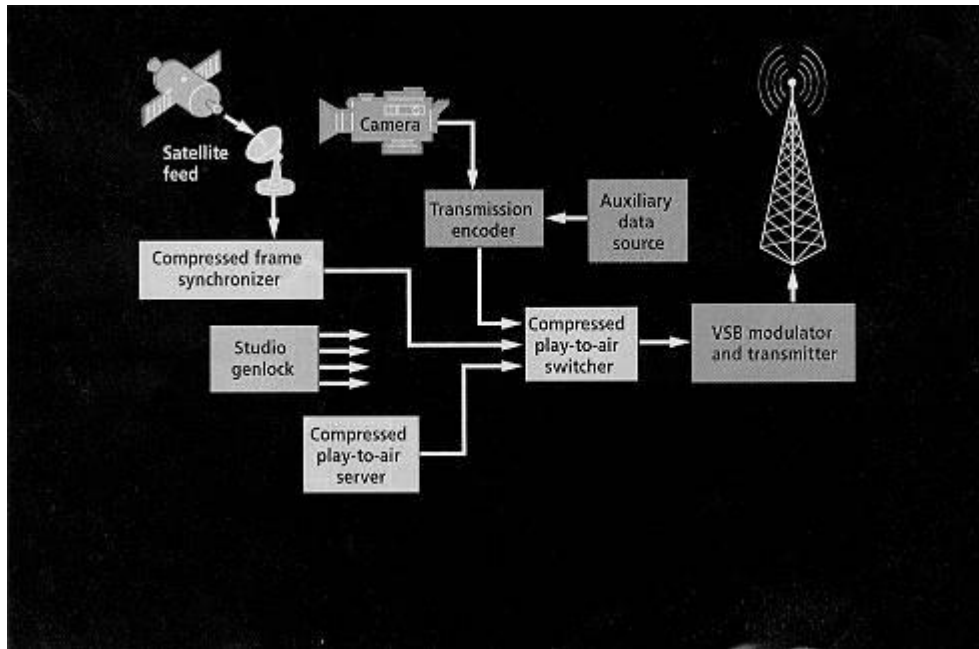 Satellite
feed
Camera
Transmission
encoder
Auxiliary
data
source
Compressed frame
synchronizer
Studio
genlock
Compressed
play-to-air
switcher
VSB modulator
and transmitter
Compressed
play-to-air
server